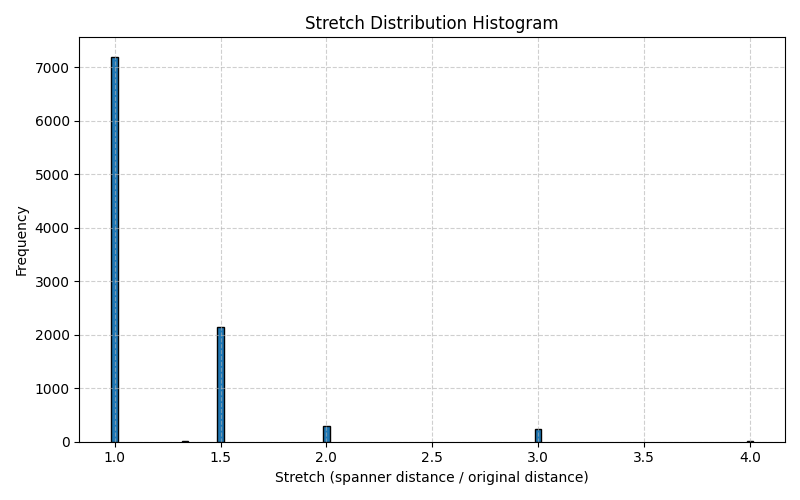 Stretch Distribution Histogram
Frequency
7000
6000
5000
4000
3000
2000
1000
0
1.0 1.5 2.0 2.5 3.0 3.5 4.0
Stretch (spanner distance / original distance)